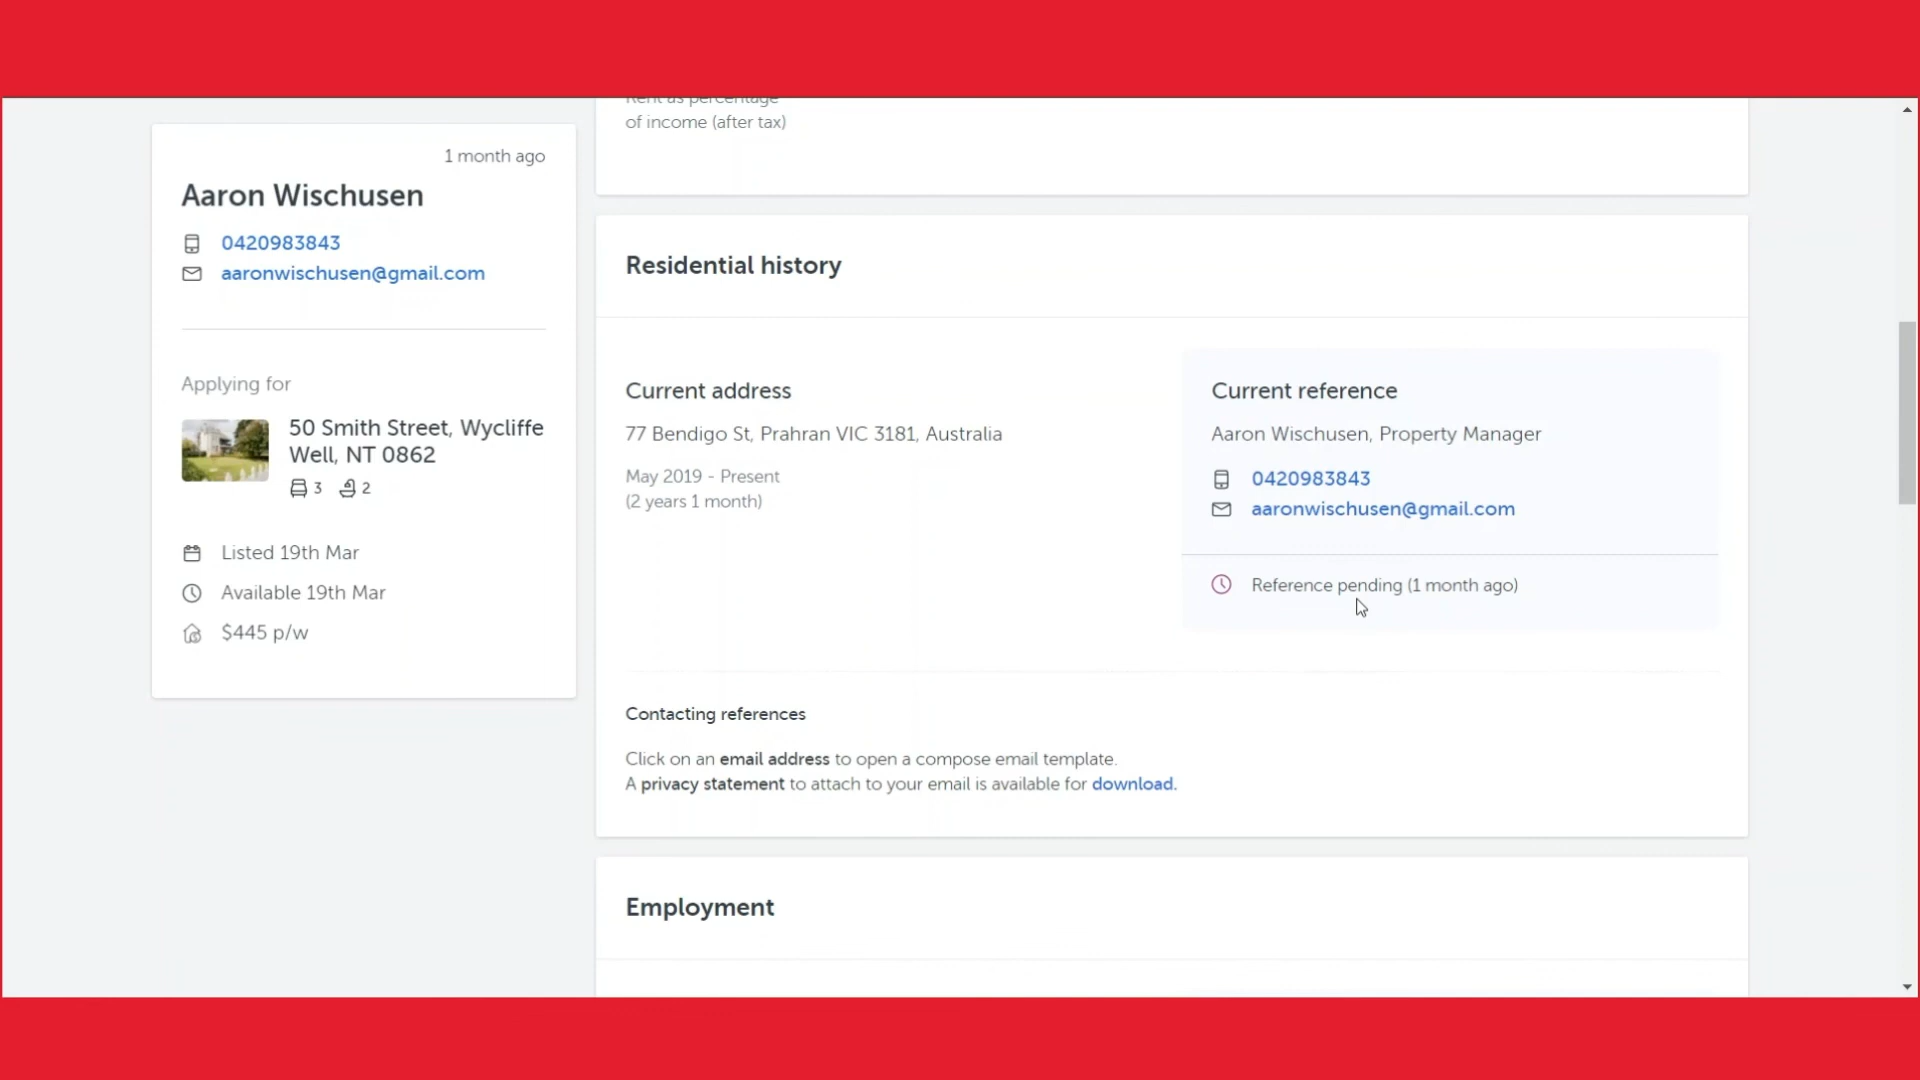 Rent as percentage
of income (after tax)
1 month ago
Aaron Wischusen
0420983843
aaronwischusen@gmail.com
Applying for
50 Smith Street, Wycliffe
Well, NT 0862
3 2
Listed 19th Mar
Available 19th Mar
$445 p/w
Residential history
Current address
77 Bendigo St, Prahran VIC 3181, Australia
May 2019 - Present
(2 years 1 month)
Current reference
Aaron Wischusen, Property Manager
0420983843
aaronwischusen@gmail.com
Reference pending (1 month ago)
Contacting references
Click on an email address to open a compose email template.
A privacy statement to attach to your email is available for download.
Employment